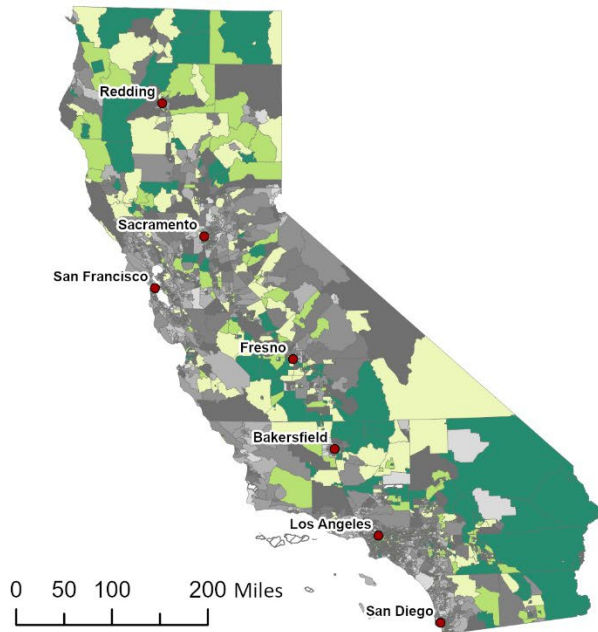 Redding
Sacramento
San Francisco
Fresno
Bakersfield
Los Angeles
San Diego
0 50 100 200 Miles